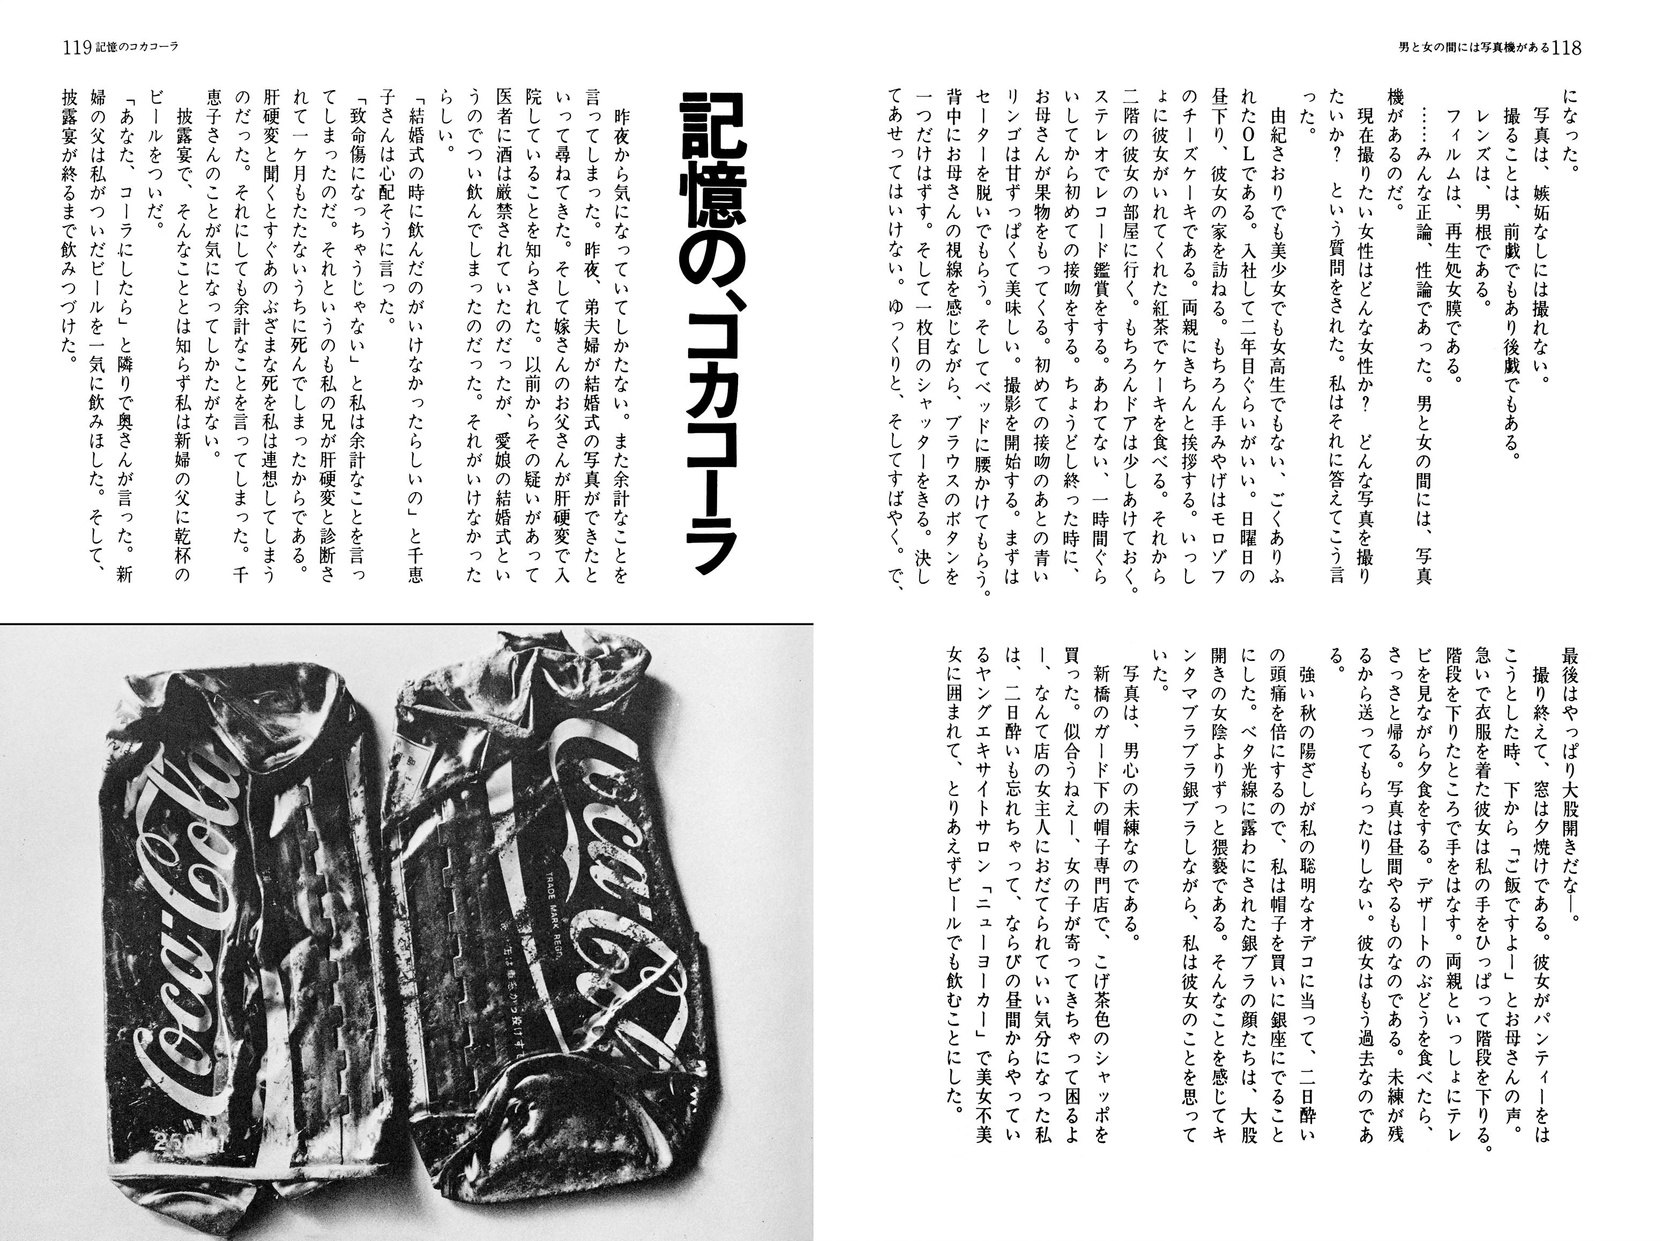 男と女の間には写真機がある118
になった。
写真は、嫉妬なしには撮れない。
撮ることは、前戯でもあり後戯でもある。
レンズは、男根である。
フィルムは、再生処女膜である。
……みんな正論、性論であった。男と女の間には、写真
機があるのだ。
現在撮りたい女性はどんな女性か？　どんな写真を撮り
たいか？　という質問をされた。私はそれに答えてこう言
った。
由紀さおりでも美少女でも女高生でもない、ごくありふ
れたＯＬである。入社して二年目ぐらいがいい。日曜日の
昼下り、彼女の家を訪ねる。もちろん手みやげはモロゾフ
のチーズケーキである。両親にきちんと挨拶する。いっし
ょに彼女がいれてくれた紅茶でケーキを食べる。それから
二階の彼女の部屋に行く。もちろんドアは少しあけておく。
ステレオでレコード鑑賞をする。あわてない、一時間ぐら
いしてから初めての接吻をする。ちょうどし終った時に、
お母さんが果物をもってくる。初めての接吻のあとの青い
リンゴは甘ずっぱくて美味しい。撮影を開始する。まずは
セーターを脱いでもらう。そしてベッドに腰かけてもらう。
背中にお母さんの視線を感じながら、ブラウスのボタンを
一つだけはずす。そして一枚目のシャッターをきる。決し
てあせってはいけない。ゆっくりと、そしてすばやく。で、
最後はやっぱり大股開きだなー。
撮り終えて、窓は夕焼けである。彼女がパンティーをは
こうとした時、下から「ご飯ですよー」とお母さんの声。
急いで衣服を着た彼女は私の手をひっぱって階段を下りる。
階段を下りたところで手をはなす。両親といっしょにテレ
ビを見ながら夕食をする。デザートのぶどうを食べたら、
さっさと帰る。写真は昼間やるものなのである。未練が残
るから送ってもらったりしない。彼女はもう過去なのであ
る。
強い秋の陽ざしが私の聡明なオデコに当って、二日酔い
の頭痛を倍にするので、私は帽子を買いに銀座にでること
にした。ベタ光線に露わにされた銀ブラの顔たちは、大股
開きの女陰よりずっと猥褻である。そんなことを感じてキ
ンタマブラブラ銀ブラしながら、私は彼女のことを思って
いた。
写真は、男心の未練なのである。
新橋のガード下の帽子専門店で、こげ茶色のシャッポを
買った。似合うねえー、女の子が寄ってきちゃって困るよ
ー、なんて店の女主人におだてられていい気分になった私
は、二日酔いも忘れちゃって、ならびの昼間からやってい
るヤングエキサイトサロン「ニューヨーカー」で美女不美
女に囲まれて、とりあえずビールでも飲むことにした。
119記憶のコカコーラ
記憶の、コカコーラ
昨夜から気になっていてしかたない。また余計なことを
言ってしまった。昨夜、弟夫婦が結婚式の写真ができたと
いって尋ねてきた。そして嫁さんのお父さんが肝硬変で入
院していることを知らされた。以前からその疑いがあって
医者に酒は厳禁されていたのだったが、愛娘の結婚式とい
うのでつい飲んでしまったのだった。それがいけなかった
らしい。
「結婚式の時に飲んだのがいけなかったらしいの」と千恵
子さんは心配そうに言った。
「致命傷になっちゃうじゃない」と私は余計なことを言っ
てしまったのだ。それというのも私の兄が肝硬変と診断さ
れて一ヶ月もたたないうちに死んでしまったからである。
肝硬変と聞くとすぐあのぶざまな死を私は連想してしまう
のだった。それにしても余計なことを言ってしまった。千
恵子さんのことが気になってしかたがない。
披露宴で、そんなこととは知らず私は新婦の父に乾杯の
ビールをついだ。
「あなた、コーラにしたら」と隣りで奥さんが言った。新
婦の父は私がついだビールを一気に飲みほした。そして、
披露宴が終るまで飲みつづけた。
Coca-Cola
250ml
Coca-Cola
TRADE MARK REGD.